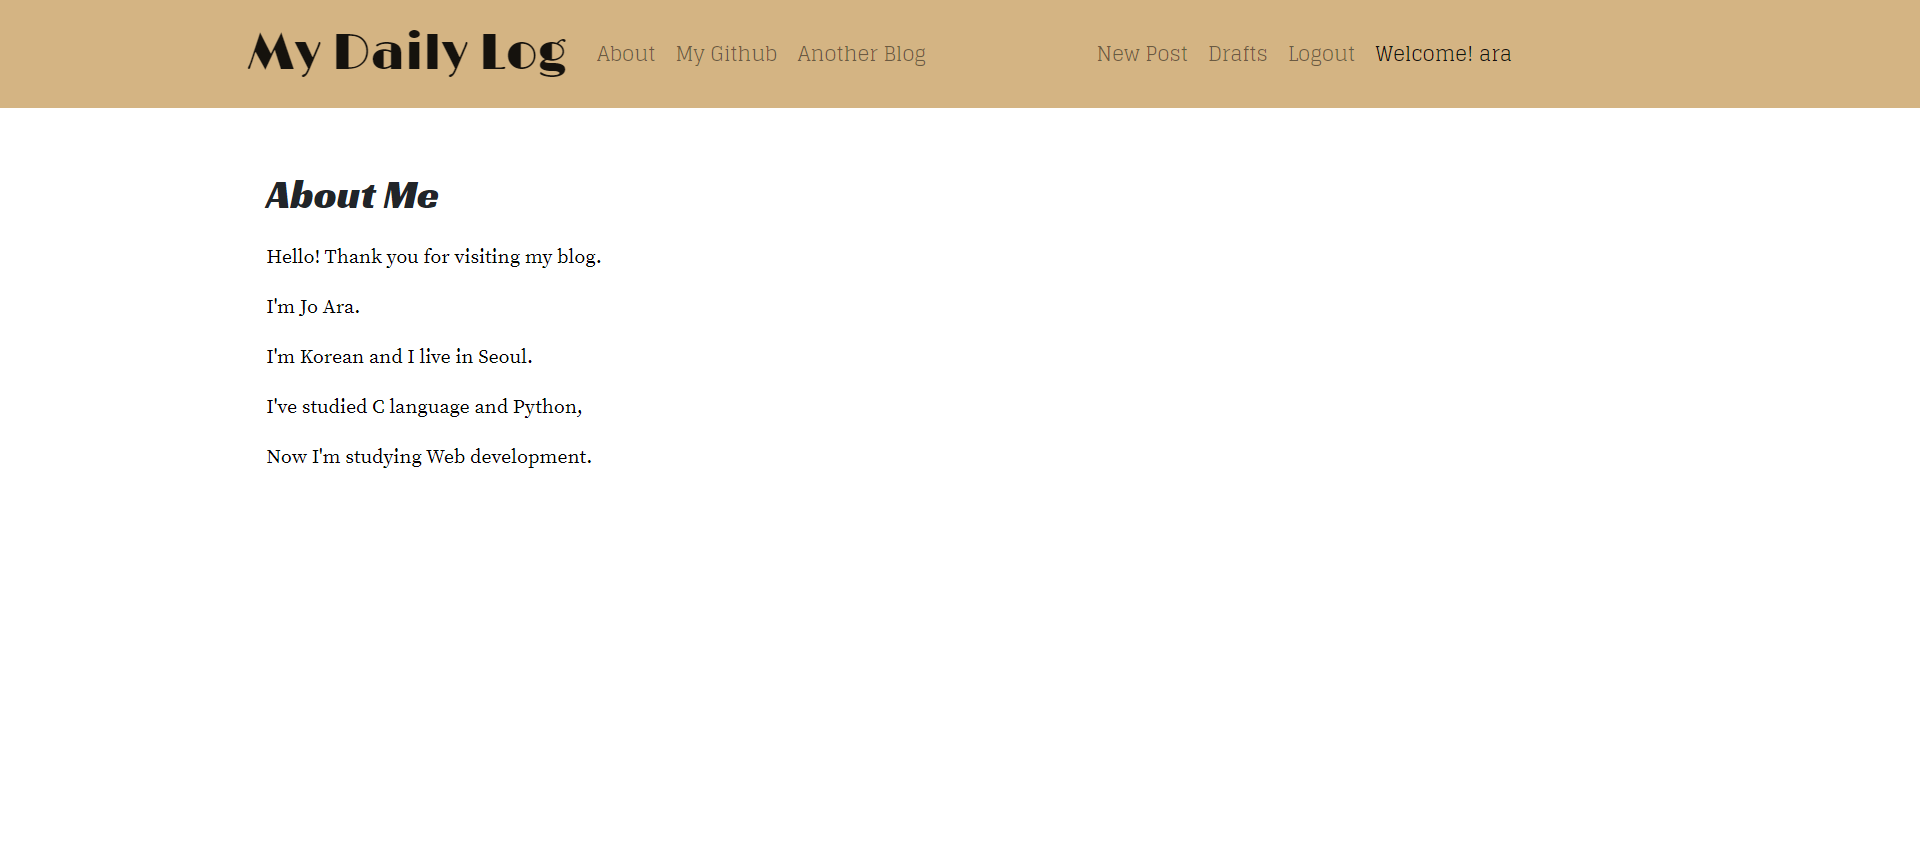 My Daily Log About My Github Another Blog New Post Drafts Logout Welcome! ara
About Me
Hello! Thank you for visiting my blog.
I'm Jo Ara.
I'm Korean and I live in Seoul.
I've studied C language and Python,
Now I'm studying Web development.